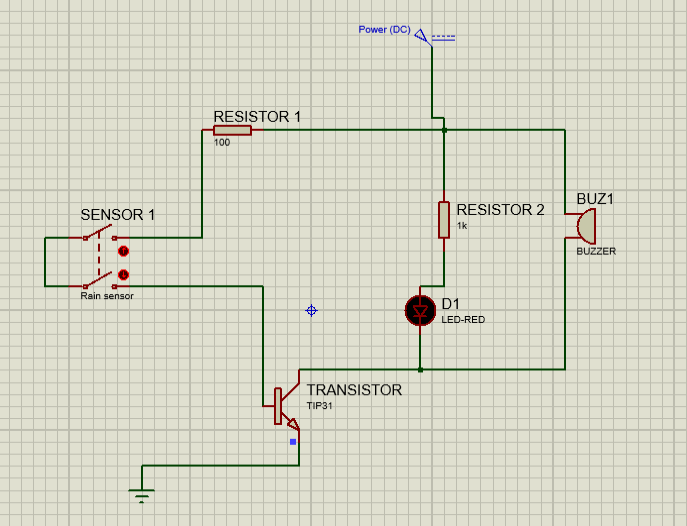 Power (DC)
RESISTOR 1
100
RESISTOR 2
1k
BUZ1
BUZZER
SENSOR 1
Rain sensor
D1
LED-RED
TRANSISTOR
TIP31